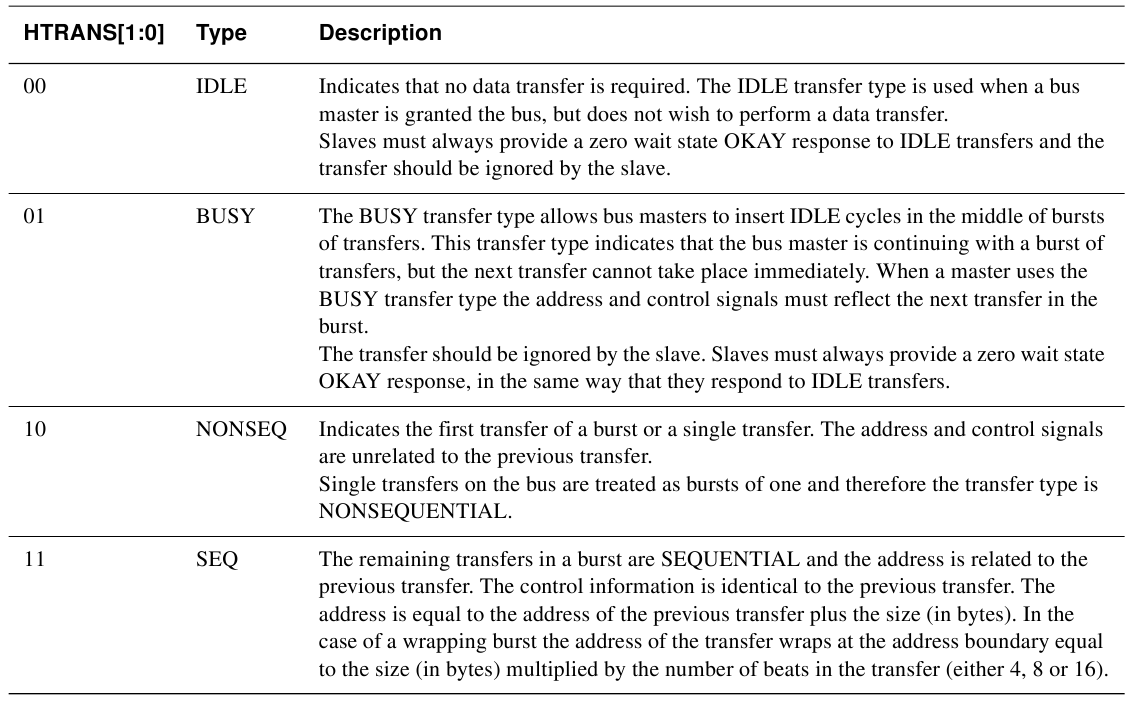 HTRANS[1:0] Type Description
00 IDLE Indicates that no data transfer is required. The IDLE transfer type is used when a bus
master is granted the bus, but does not wish to perform a data transfer.
Slaves must always provide a zero wait state OKAY response to IDLE transfers and the
transfer should be ignored by the slave.
01 BUSY The BUSY transfer type allows bus masters to insert IDLE cycles in the middle of bursts
of transfers. This transfer type indicates that the bus master is continuing with a burst of
transfers, but the next transfer cannot take place immediately. When a master uses the
BUSY transfer type the address and control signals must reflect the next transfer in the
burst.
The transfer should be ignored by the slave. Slaves must always provide a zero wait state
OKAY response, in the same way that they respond to IDLE transfers.
10 NONSEQ Indicates the first transfer of a burst or a single transfer. The address and control signals
are unrelated to the previous transfer.
Single transfers on the bus are treated as bursts of one and therefore the transfer type is
NONSEQUENTIAL.
11 SEQ The remaining transfers in a burst are SEQUENTIAL and the address is related to the
previous transfer. The control information is identical to the previous transfer. The
address is equal to the address of the previous transfer plus the size (in bytes). In the
case of a wrapping burst the address of the transfer wraps at the address boundary equal
to the size (in bytes) multiplied by the number of beats in the transfer (either 4, 8 or 16).